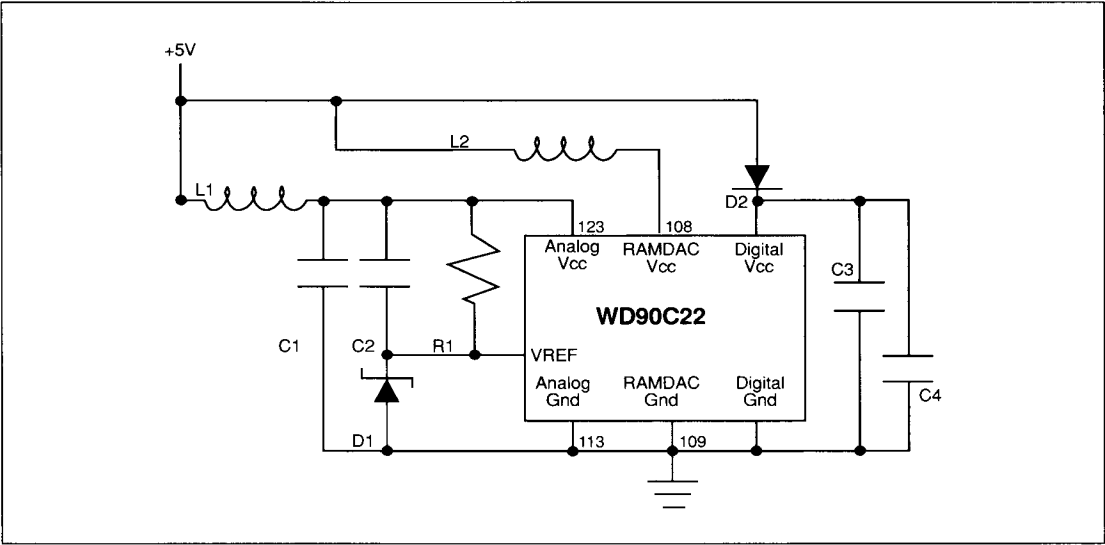 +5V
L2
L1
D2
123
108
Analog
Vcc
RAMDAC
Vcc
Digital
Vcc
C3
WD90C22
C1
C2
R1
VREF
Analog
Gnd
RAMDAC
Gnd
Digital
Gnd
C4
D1
113
109